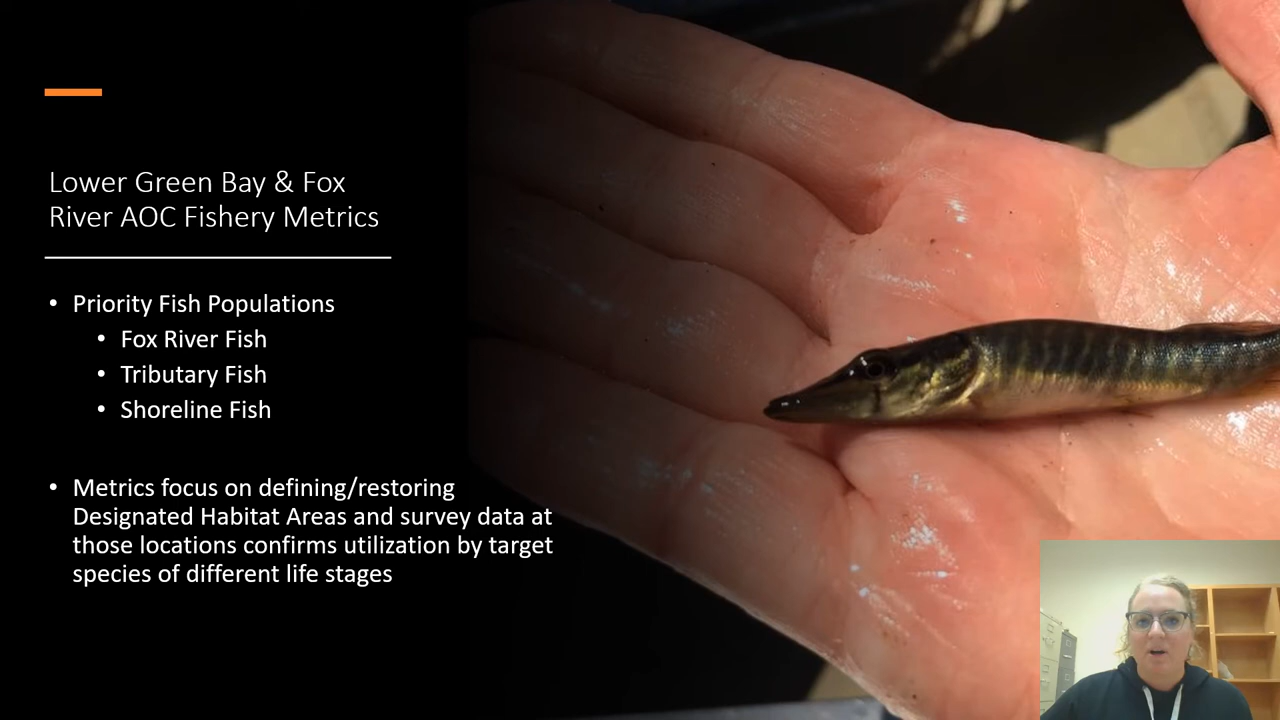 Lower Green Bay & Fox
River AOC Fishery Metrics
• Priority Fish Populations
• Fox River Fish
• Tributary Fish
• Shoreline Fish
• Metrics focus on defining/restoring
Designated Habitat Areas and survey data at
those locations confirms utilization by target
species of different life stages